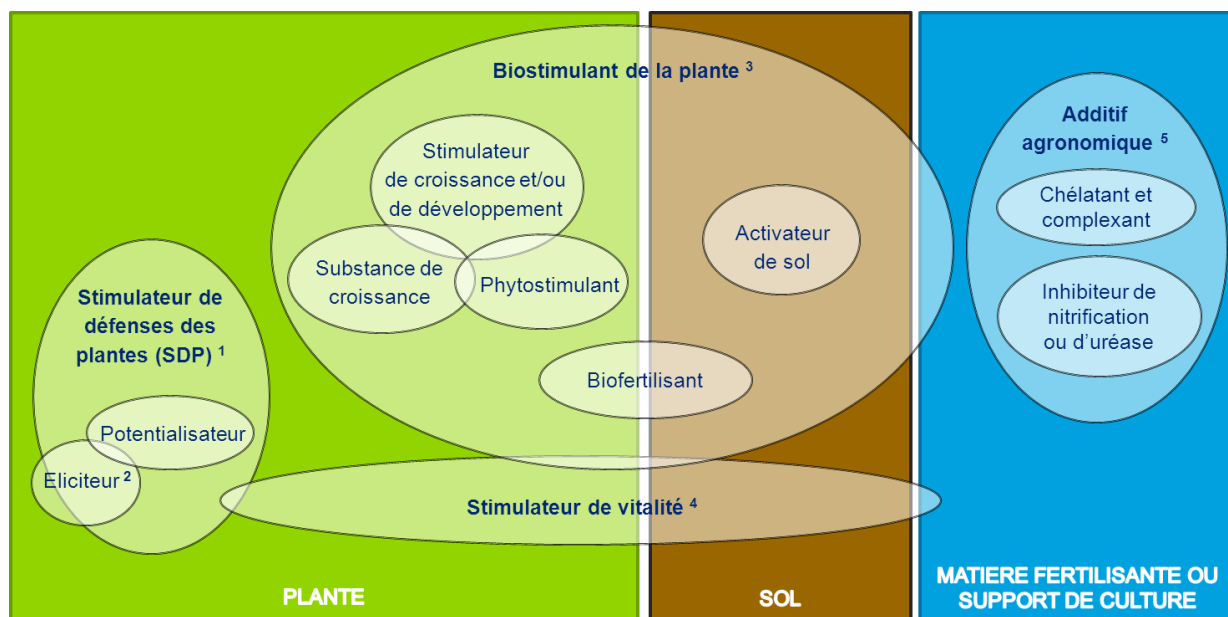 Biostimulant de la plante 3
Stimulateur
de croissance et/ou
de développement
Substance de
croissance
Phytostimulant
Biofertilisant
Activateur
de sol
Stimulateur de
défenses des
plantes (SDP) 1
Potentialisateur
Eliciteur 2
Stimulateur de vitalité 4
Additif
agronomique 5
Chélatant et
complexant
Inhibiteur de
nitrification
ou d'uréase
PLANTE
SOL
MATIERE FERTILISANTE OU
SUPPORT DE CULTURE